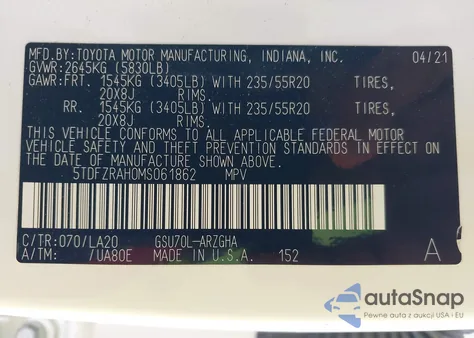 MFD.BY:TOYOTA MOTOR MANUFACTURING, INDIANA, INC. 04/21
GVWR: 2645KG (5830LB)
GAWR:FRT. 1545KG (3405LB) WITH 235/55R20 TIRES,
20X8J RIMS.
RR. 1545KG (3405LB) WITH 235/55R20 TIRES,
20X8J RIMS.
THIS VEHICLE CONFORMS TO ALL APPLICABLE FEDERAL MOTOR
VEHICLE SAFETY AND THEFT PREVENTION STANDARDS IN EFFECT ON THE
DATE OF MANUFACTURE SHOWN ABOVE.
5TDFZRAH0MS061862 MPV
C/TR:070/LA20 GSU70L-ARZGHA
A/TM: /UA80E MADE IN U.S.A. 152 A
autoSnap
Pewne auta z aukcji USA i EU